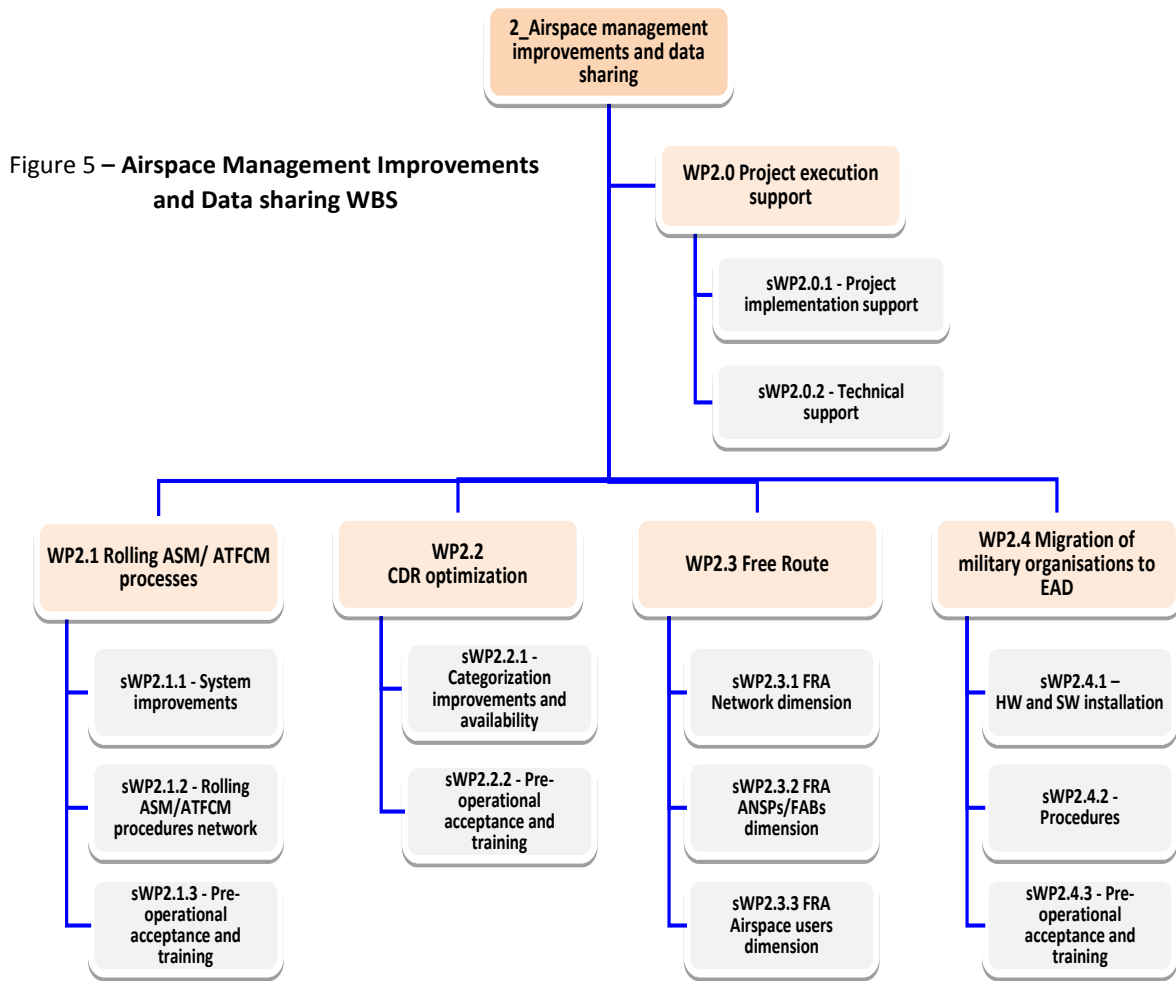 2_Airspace management
improvements and data
sharing
Figure 5 – Airspace Management Improvements
and Data sharing WBS
WP2.0 Project execution
support
sWP2.0.1 - Project
implementation support
sWP2.0.2 - Technical
support
WP2.1 Rolling ASM/ ATFCM
processes
sWP2.1.1 - System
improvements
sWP2.1.2 - Rolling
ASM/ATFCM
procedures network
sWP2.1.3 - Pre-
operational
acceptance and
training
WP2.2
CDR optimization
sWP2.2.1 -
Categorization
improvements and
availability
sWP2.2.2 - Pre-
operational
acceptance and
training
WP2.3 Free Route
sWP2.3.1 FRA
Network dimension
sWP2.3.2 FRA
ANSPs/FABs
dimension
sWP2.3.3 FRA
Airspace users
dimension
WP2.4 Migration of
military organisations to
EAD
sWP2.4.1 –
HW and SW installation
sWP2.4.2 -
Procedures
sWP2.4.3 - Pre-
operational
acceptance and
training